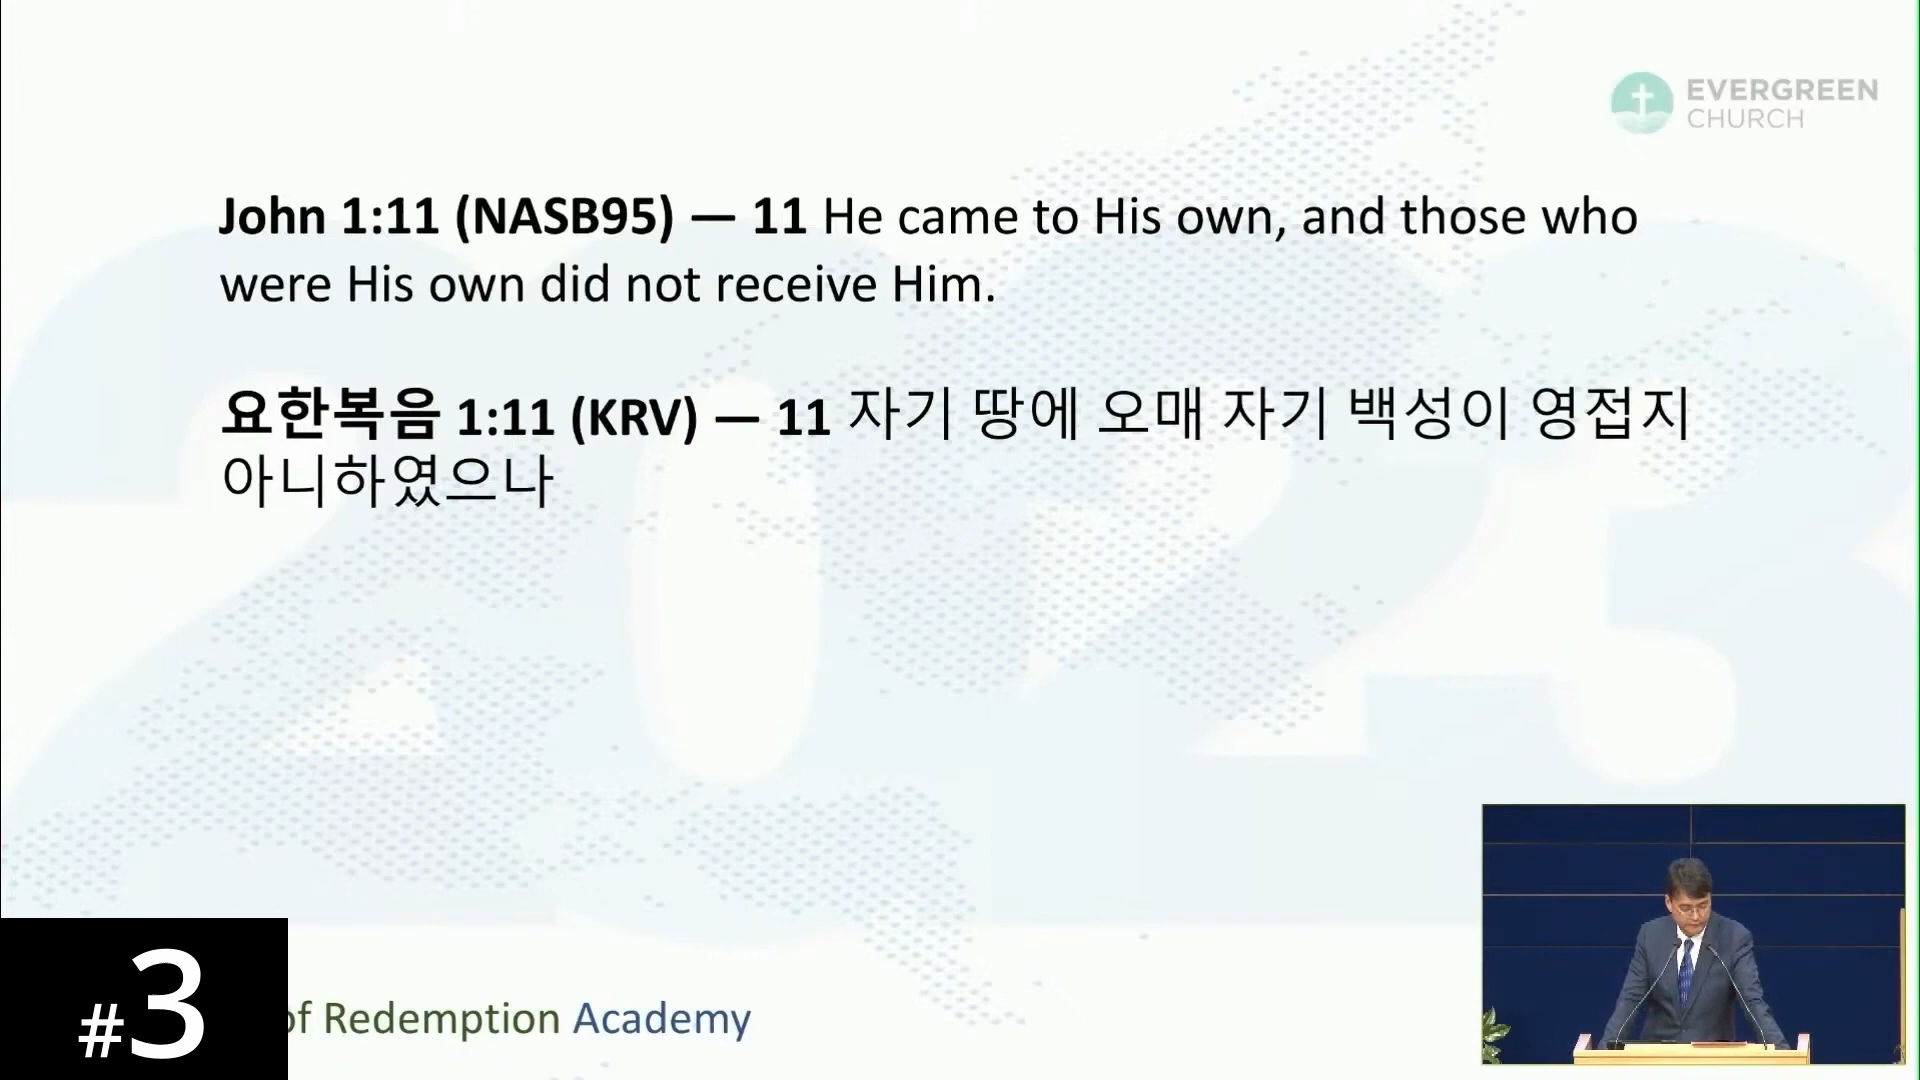 EVERGREEN
CHURCH
John 1:11 (NASB95) — 11 He came to His own, and those who
were His own did not receive Him.
요한복음 1:11 (KRV) — 11 자기 땅에 오매 자기 백성이 영접지
아니하였으나
2023
#3
of Redemption Academy